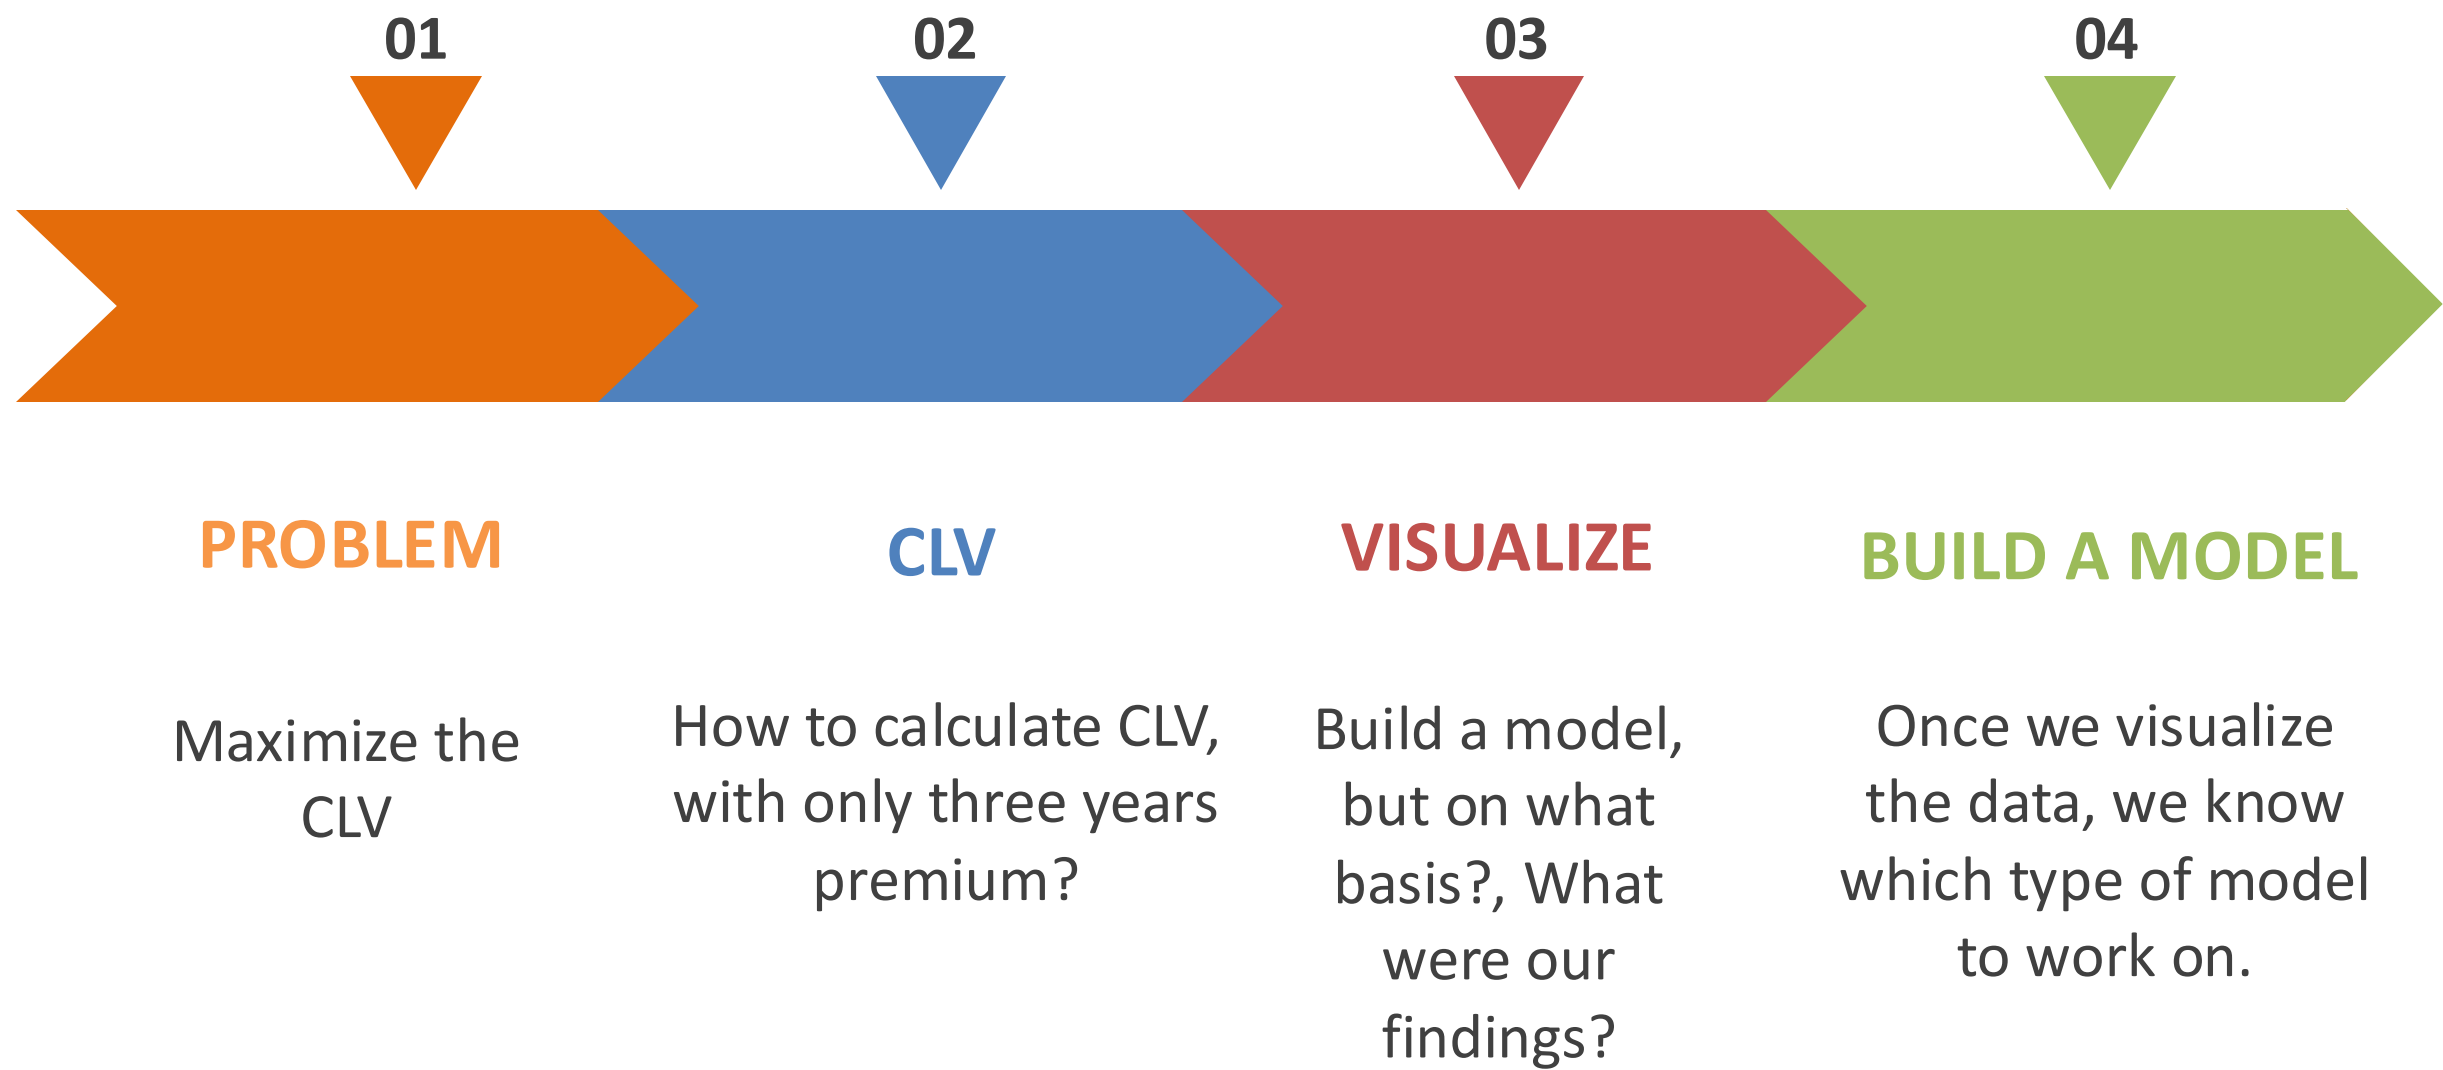 01
02
03
04
PROBLEM
CLV
VISUALIZE
BUILD A MODEL
Maximize the
CLV
How to calculate CLV,
with only three years
premium?
Build a model,
but on what
basis?, What
were our
findings?
Once we visualize
the data, we know
which type of model
to work on.